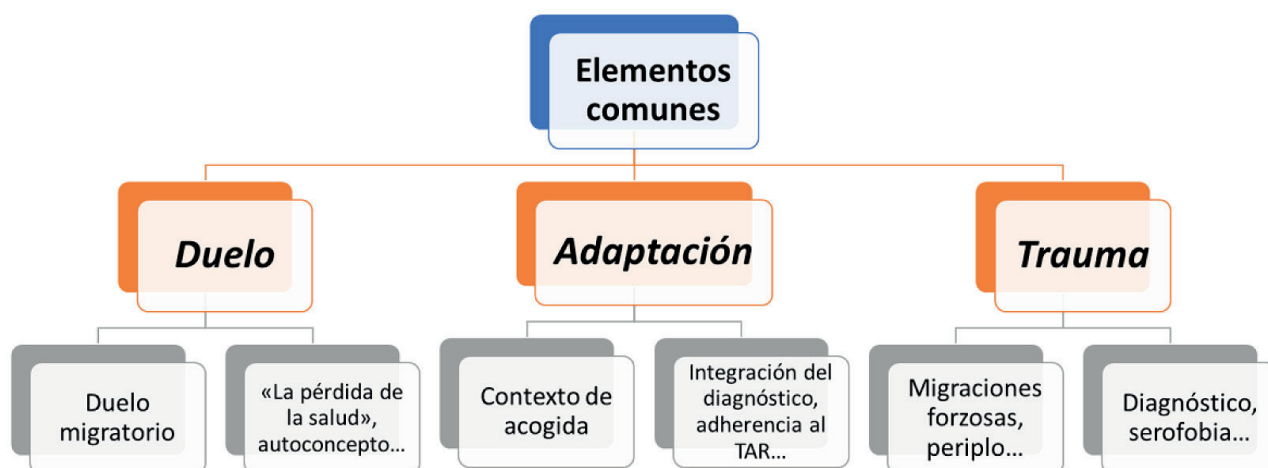 Elementos
comunes
Duelo
Adaptación
Trauma
Duelo
migratorio
«La pérdida de
la salud»,
autoconcepto...
Contexto de
acogida
Integración del
diagnóstico,
adherencia al
TAR...
Migraciones
forzosas,
periplo...
Diagnóstico,
serofobia...